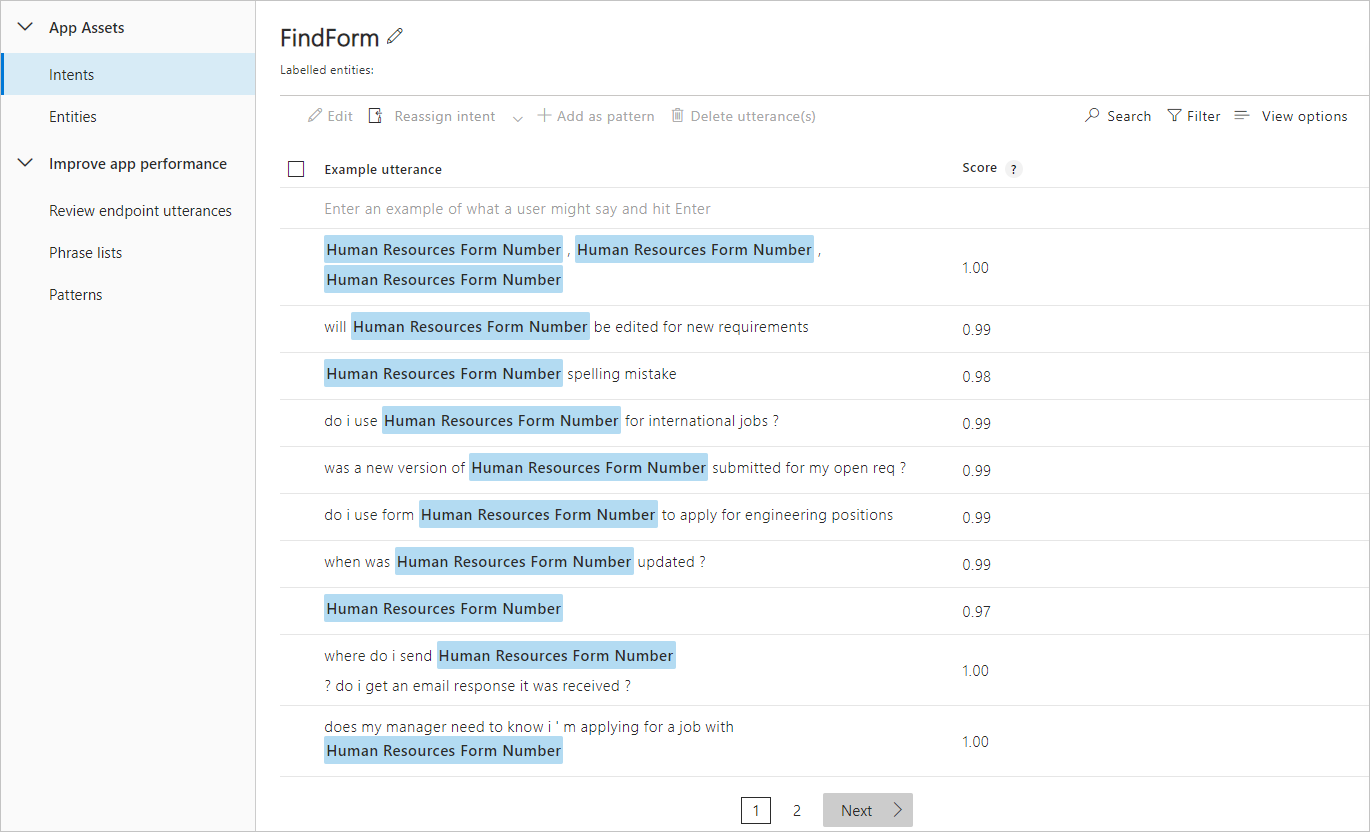 App Assets
Intents
Entities
Improve app performance
Review endpoint utterances
Phrase lists
Patterns
FindForm
Labelled entities:
Edit Reassign intent Add as pattern Delete utterance(s) Search Filter View options
Example utterance Score ?
Enter an example of what a user might say and hit Enter
Human Resources Form Number , Human Resources Form Number ,
Human Resources Form Number
1.00
will Human Resources Form Number be edited for new requirements 0.99
Human Resources Form Number spelling mistake 0.98
do i use Human Resources Form Number for international jobs ? 0.99
was a new version of Human Resources Form Number submitted for my open req ? 0.99
do i use form Human Resources Form Number to apply for engineering positions 0.99
when was Human Resources Form Number updated ? 0.99
Human Resources Form Number 0.97
where do i send Human Resources Form Number
? do i get an email response it was received ?
1.00
does my manager need to know i ' m applying for a job with
Human Resources Form Number
1.00
1 2 Next